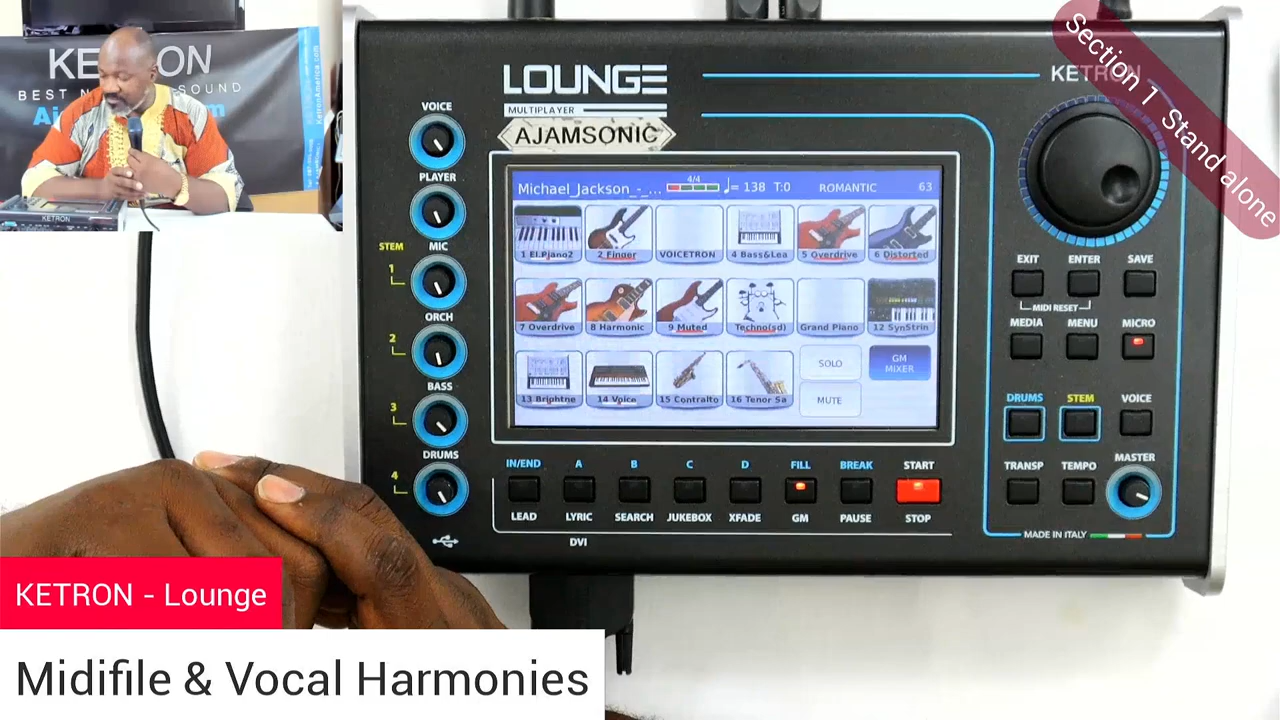 KETRON
BEST NEW SOUND
KetronAmerica.com
KETRON
Section 1 Stand alone
LOUNGE
MULTIPLAYER
AJAMSONIC
KETRON
VOICE
PLAYER
STEM
MIC
1
ORCH
2
BASS
3
DRUMS
4
Michael_Jackson_-_...
4/4
♩= 138 T:0
ROMANTIC
63
1 El.Piano2
2 Finger
VOICETRON
4 Bass&Lea
5 Overdrive
6 Distorted
7 Overdrive
8 Harmonic
9 Muted
Techno(sd)
Grand Piano
12 SynStrin
13 Brightne
14 Voice
15 Contralto
16 Tenor Sa
SOLO
MUTE
GM
MIXER
EXIT ENTER SAVE
MIDI RESET
MEDIA MENU MICRO
DRUMS STEM VOICE
TRANSP TEMPO MASTER
IN/END A B C D FILL BREAK START
LEAD LYRIC SEARCH JUKEBOX XFADE GM PAUSE STOP
DVI
MADE IN ITALY
KETRON - Lounge
Midifile & Vocal Harmonies